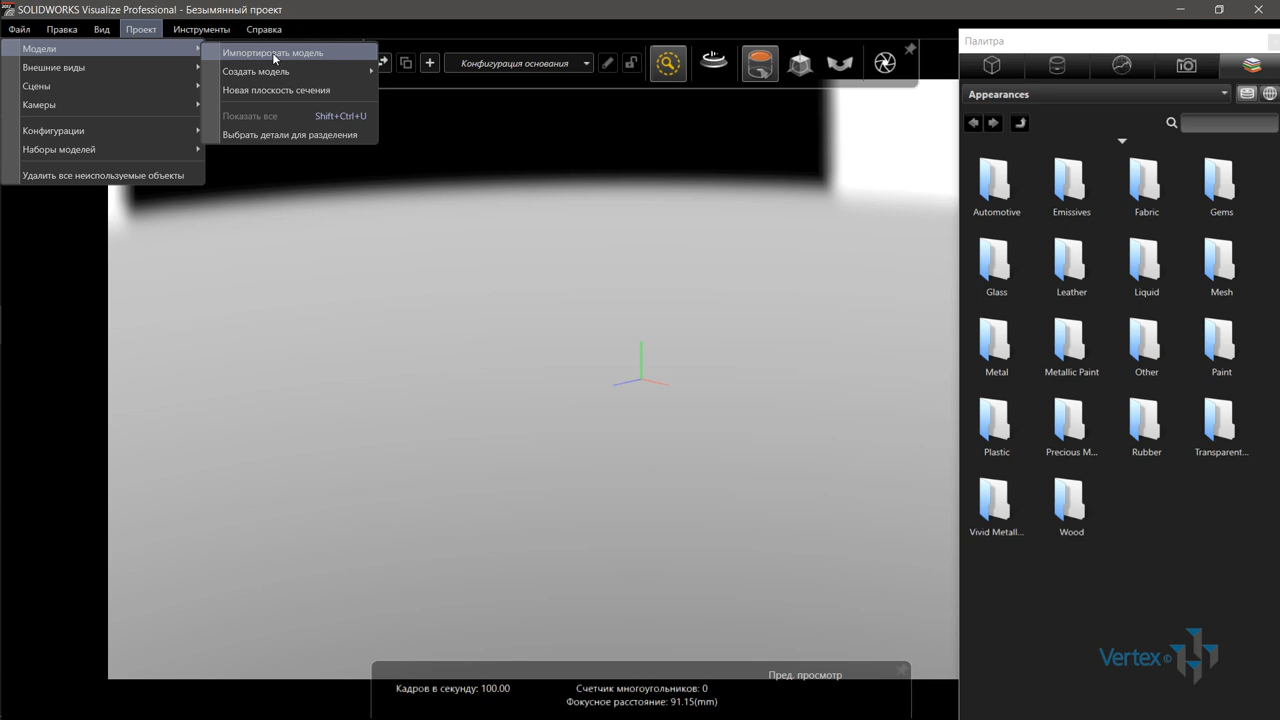 SOLIDWORKS Visualize Professional - Безымянный проект
Файл Правка Вид Проект Инструменты Справка
Модели
Внешние виды
Сцены
Камеры
Конфигурации
Наборы моделей
Удалить все неиспользуемые объекты
Импортировать модель
Создать модель
Новая плоскость сечения
Показать все Shift+Ctrl+U
Выбрать детали для разделения
Конфигурация основания
Палитра
Appearances
Automotive Emissives Fabric Gems
Glass Leather Liquid Mesh
Metal Metallic Paint Other Paint
Plastic Precious M... Rubber Transparent...
Vivid Metall... Wood
Vertex ©
Пред. просмотр
Кадров в секунду: 100.00 Счетчик многоугольников: 0
Фокусное расстояние: 91.15(mm)